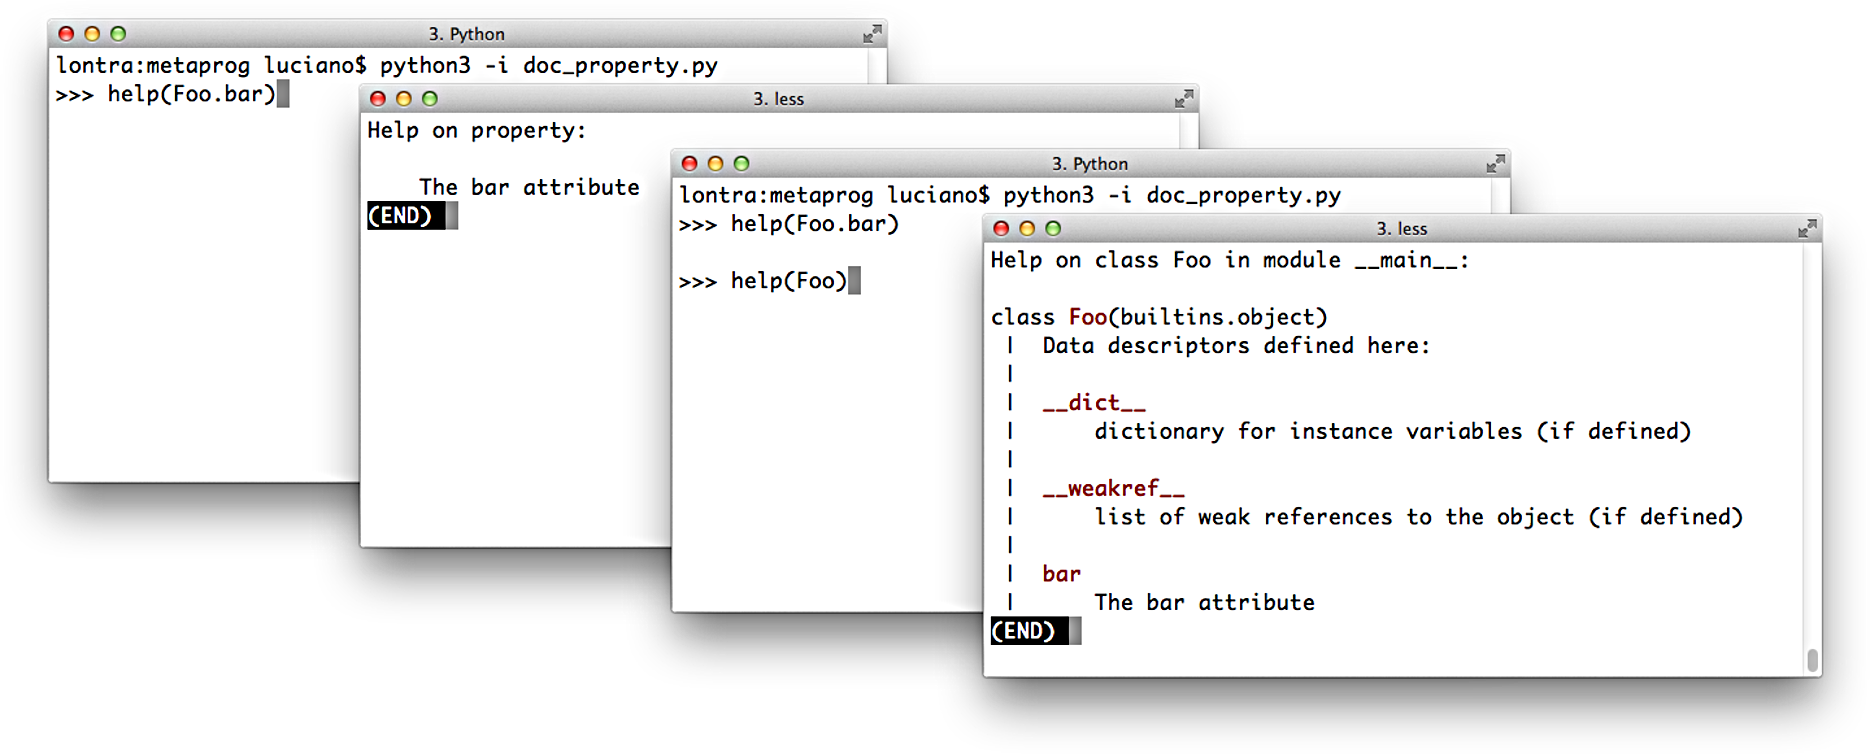 3. Python
lontra:metaprog luciano$ python3 -i doc_property.py
>>> help(Foo.bar)
3. less
Help on property:
The bar attribute
(END)
3. Python
lontra:metaprog luciano$ python3 -i doc_property.py
>>> help(Foo.bar)
>>> help(Foo)
3. less
Help on class Foo in module __main__:
class Foo(builtins.object)
 |  Data descriptors defined here:
 |
 |  __dict__
 |      dictionary for instance variables (if defined)
 |
 |  __weakref__
 |      list of weak references to the object (if defined)
 |
 |  bar
 |      The bar attribute
(END)